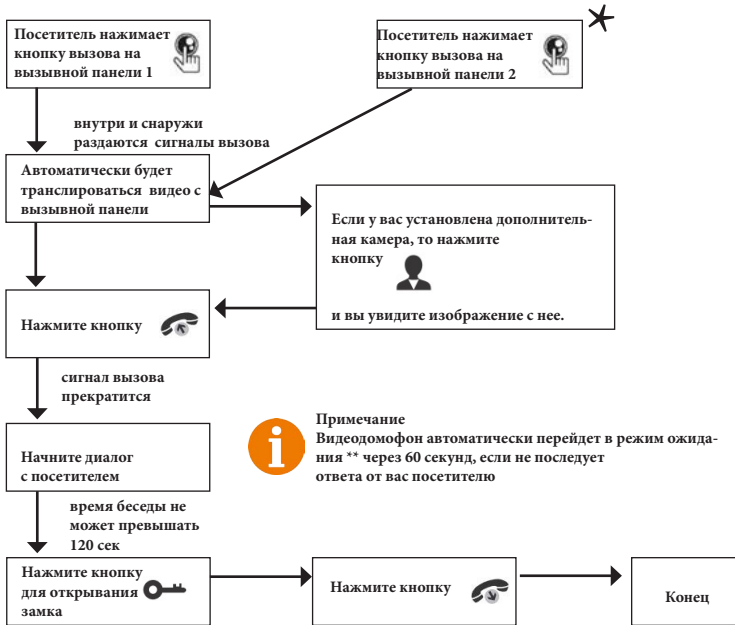 Посетитель нажимает
кнопку вызова на
вызывной панели 1
Посетитель нажимает
кнопку вызова на
вызывной панели 2
внутри и снаружи
раздаются сигналы вызова
Автоматически будет
транслироваться видео с
вызывной панели
Если у вас установлена дополнитель-
ная камера, то нажмите
кнопку
и вы увидите изображение с нее.
Нажмите кнопку
сигнал вызова
прекратится
Примечание
Видеодомофон автоматически перейдет в режим ожида-
ния ** через 60 секунд, если не последует
ответа от вас посетителю
Начните диалог
с посетителем
время беседы не
может превышать
120 сек
Нажмите кнопку
для открывания
замка
Нажмите кнопку
Конец